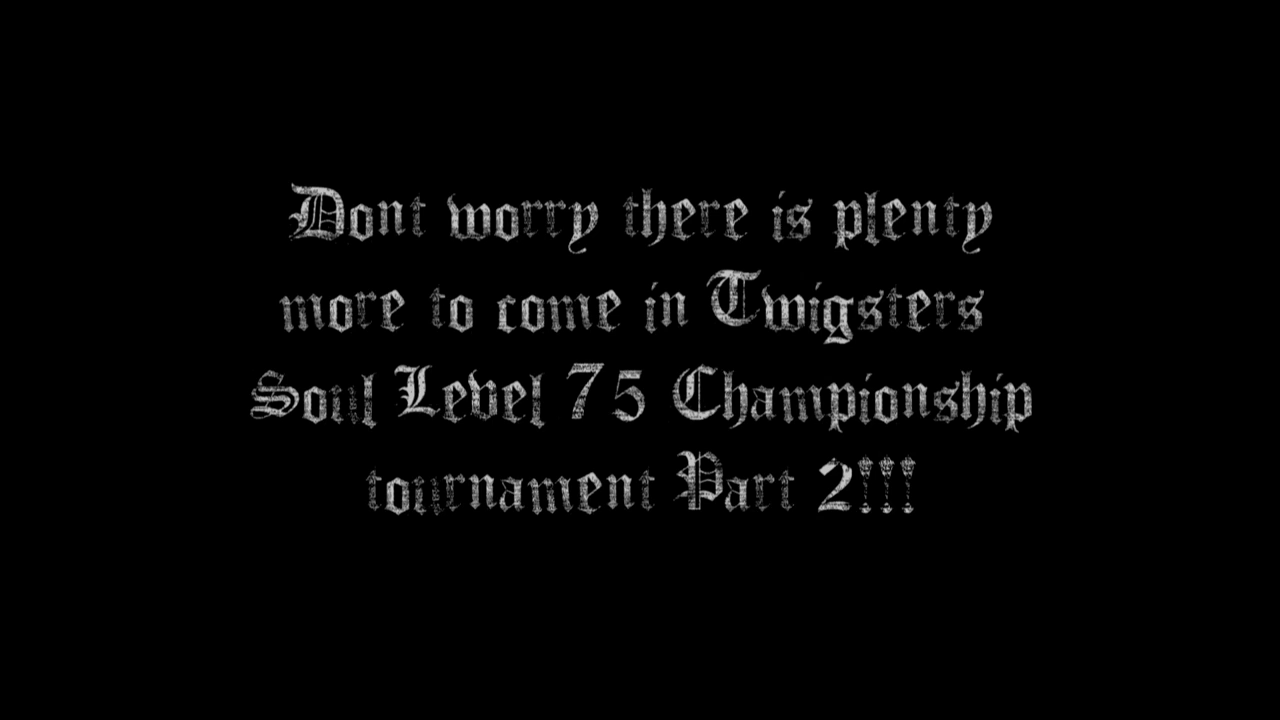 Dont worry there is plenty
more to come in Twigsters
Soul Level 75 Championship
tournament Part 2!!!